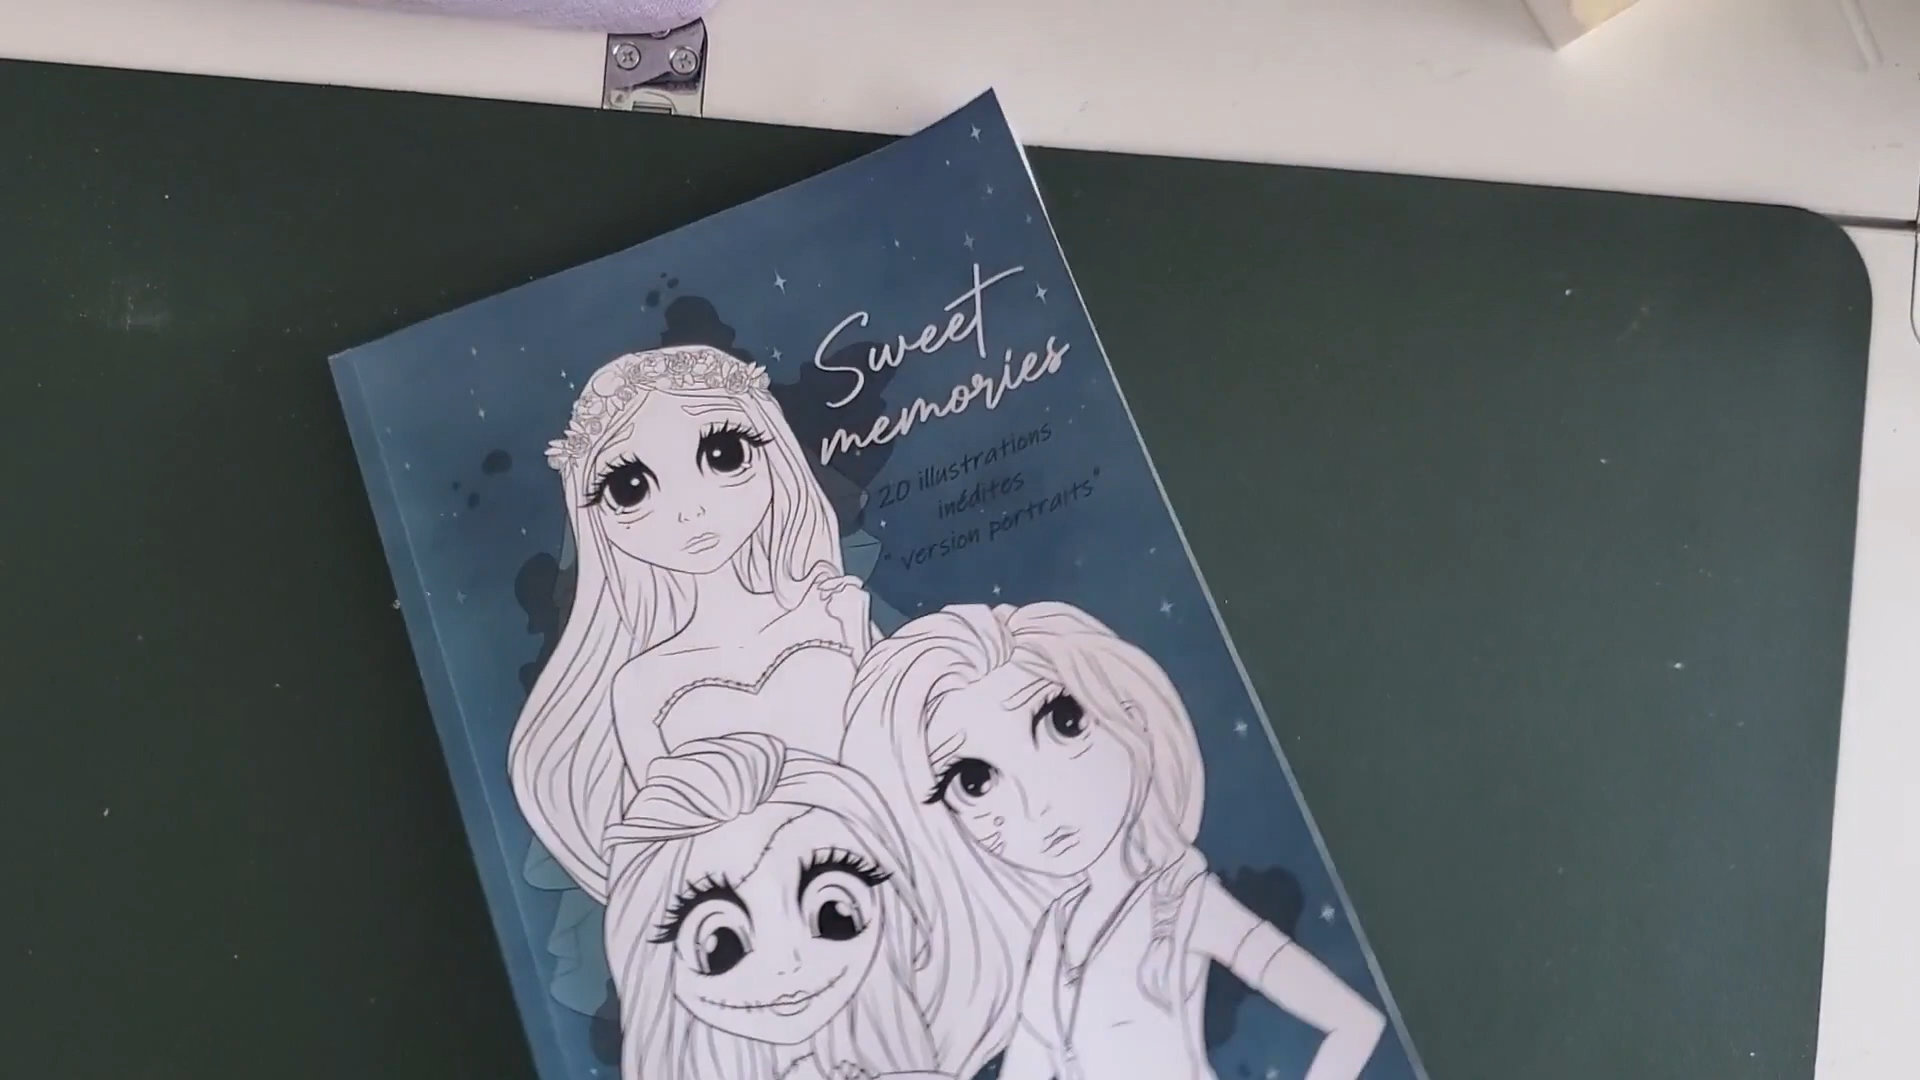 Sweet
memories
20 illustrations
inédites
" version portraits"